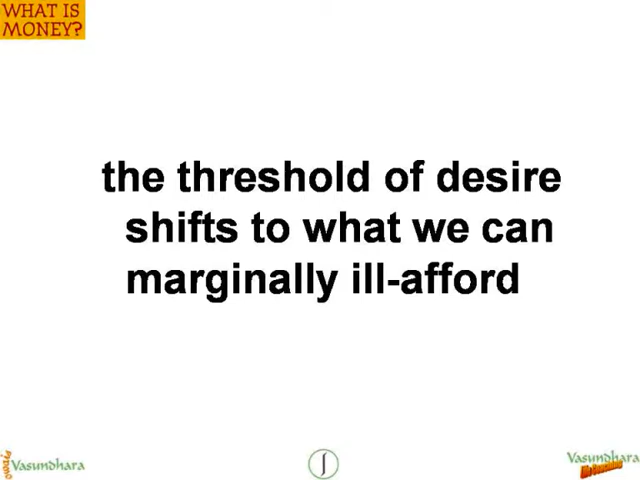 WHAT IS
MONEY?
the threshold of desire
shifts to what we can
marginally ill-afford
Vasundhara
Vasundhara